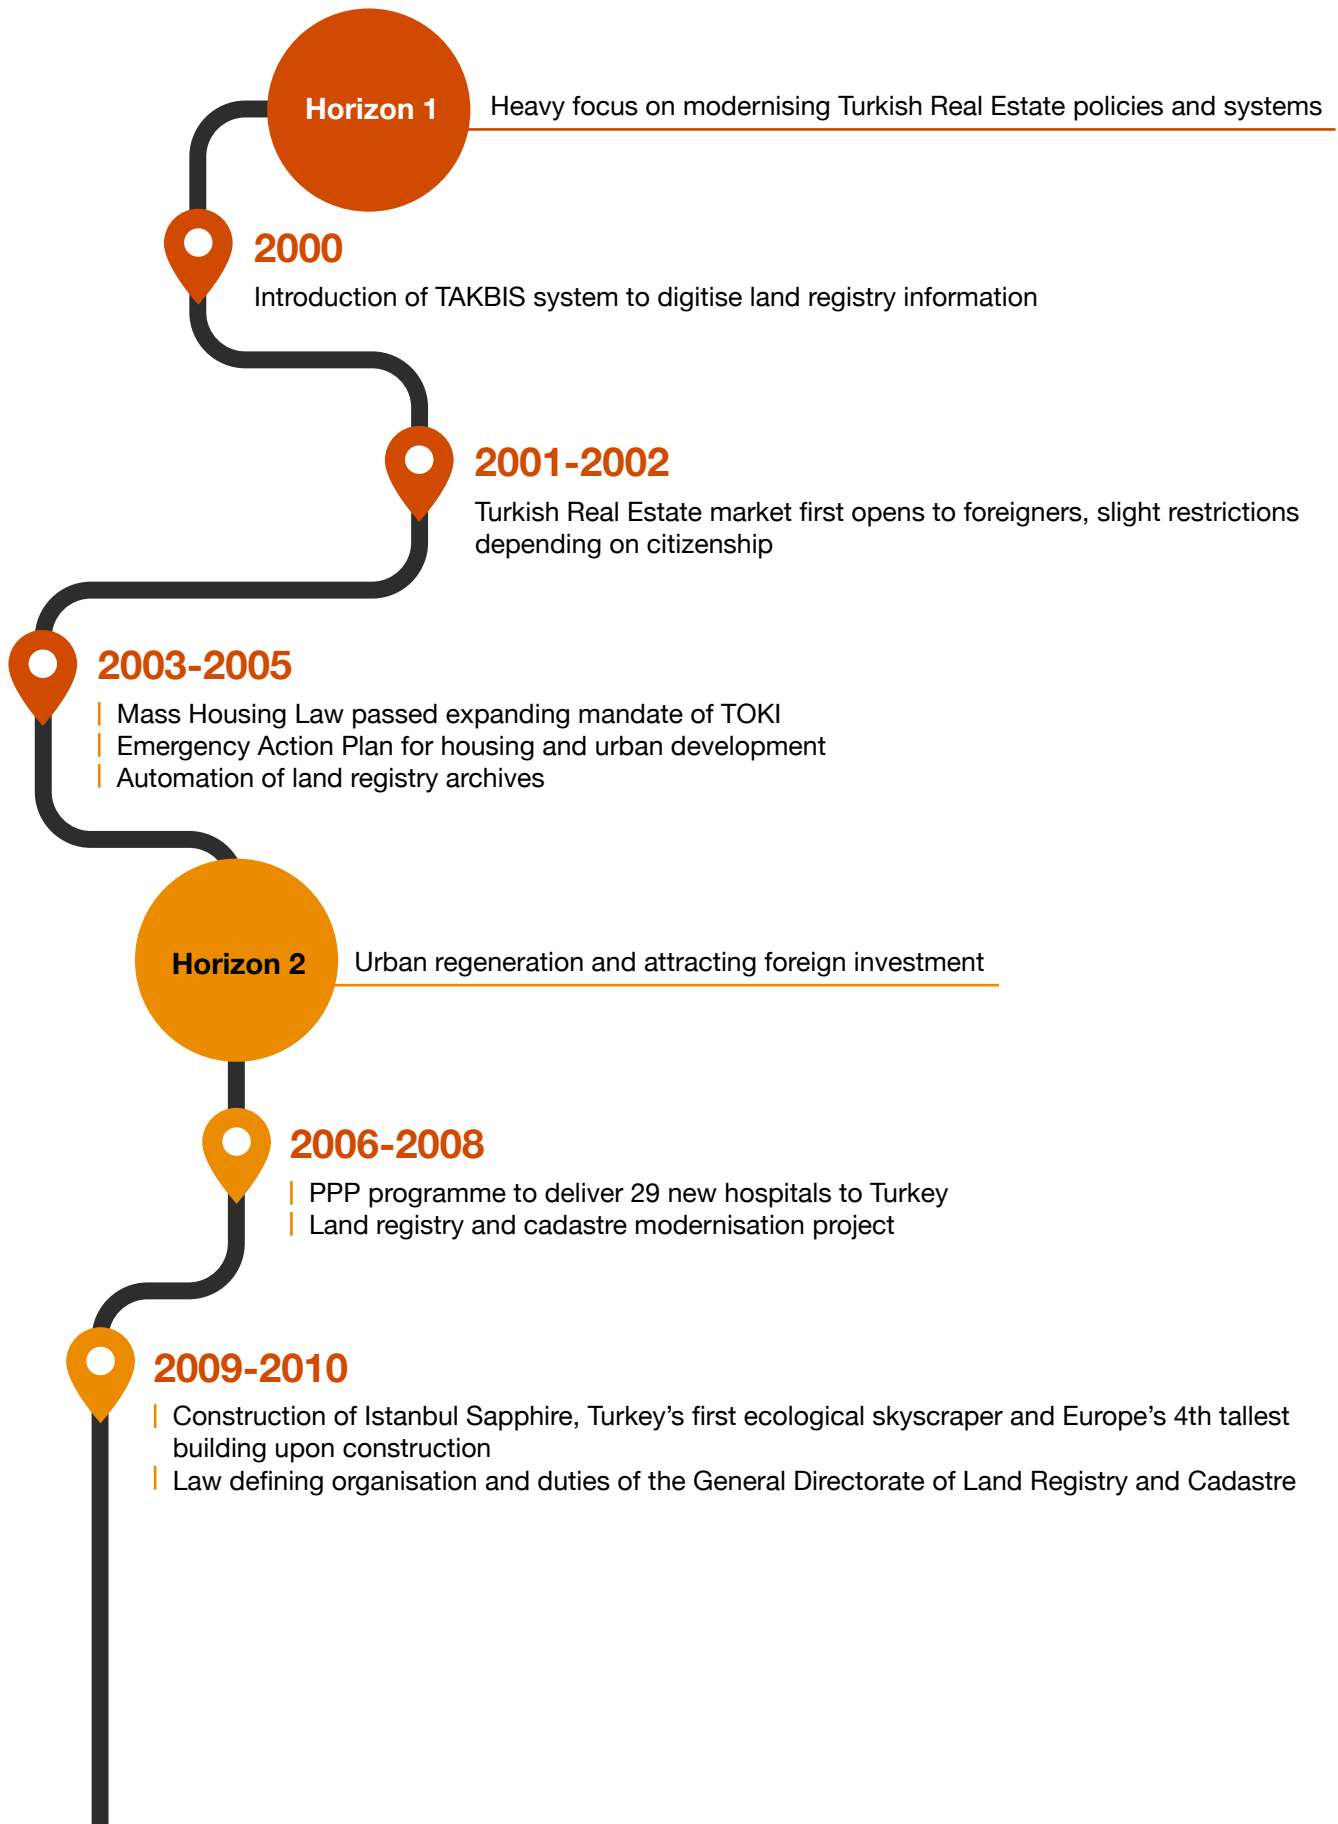 Horizon 1
Heavy focus on modernising Turkish Real Estate policies and systems
2000
Introduction of TAKBIS system to digitise land registry information
2001-2002
Turkish Real Estate market first opens to foreigners, slight restrictions
depending on citizenship
2003-2005
Mass Housing Law passed expanding mandate of TOKI
Emergency Action Plan for housing and urban development
Automation of land registry archives
Horizon 2
Urban regeneration and attracting foreign investment
2006-2008
PPP programme to deliver 29 new hospitals to Turkey
Land registry and cadastre modernisation project
2009-2010
Construction of Istanbul Sapphire, Turkey’s first ecological skyscraper and Europe’s 4th tallest
building upon construction
Law defining organisation and duties of the General Directorate of Land Registry and Cadastre